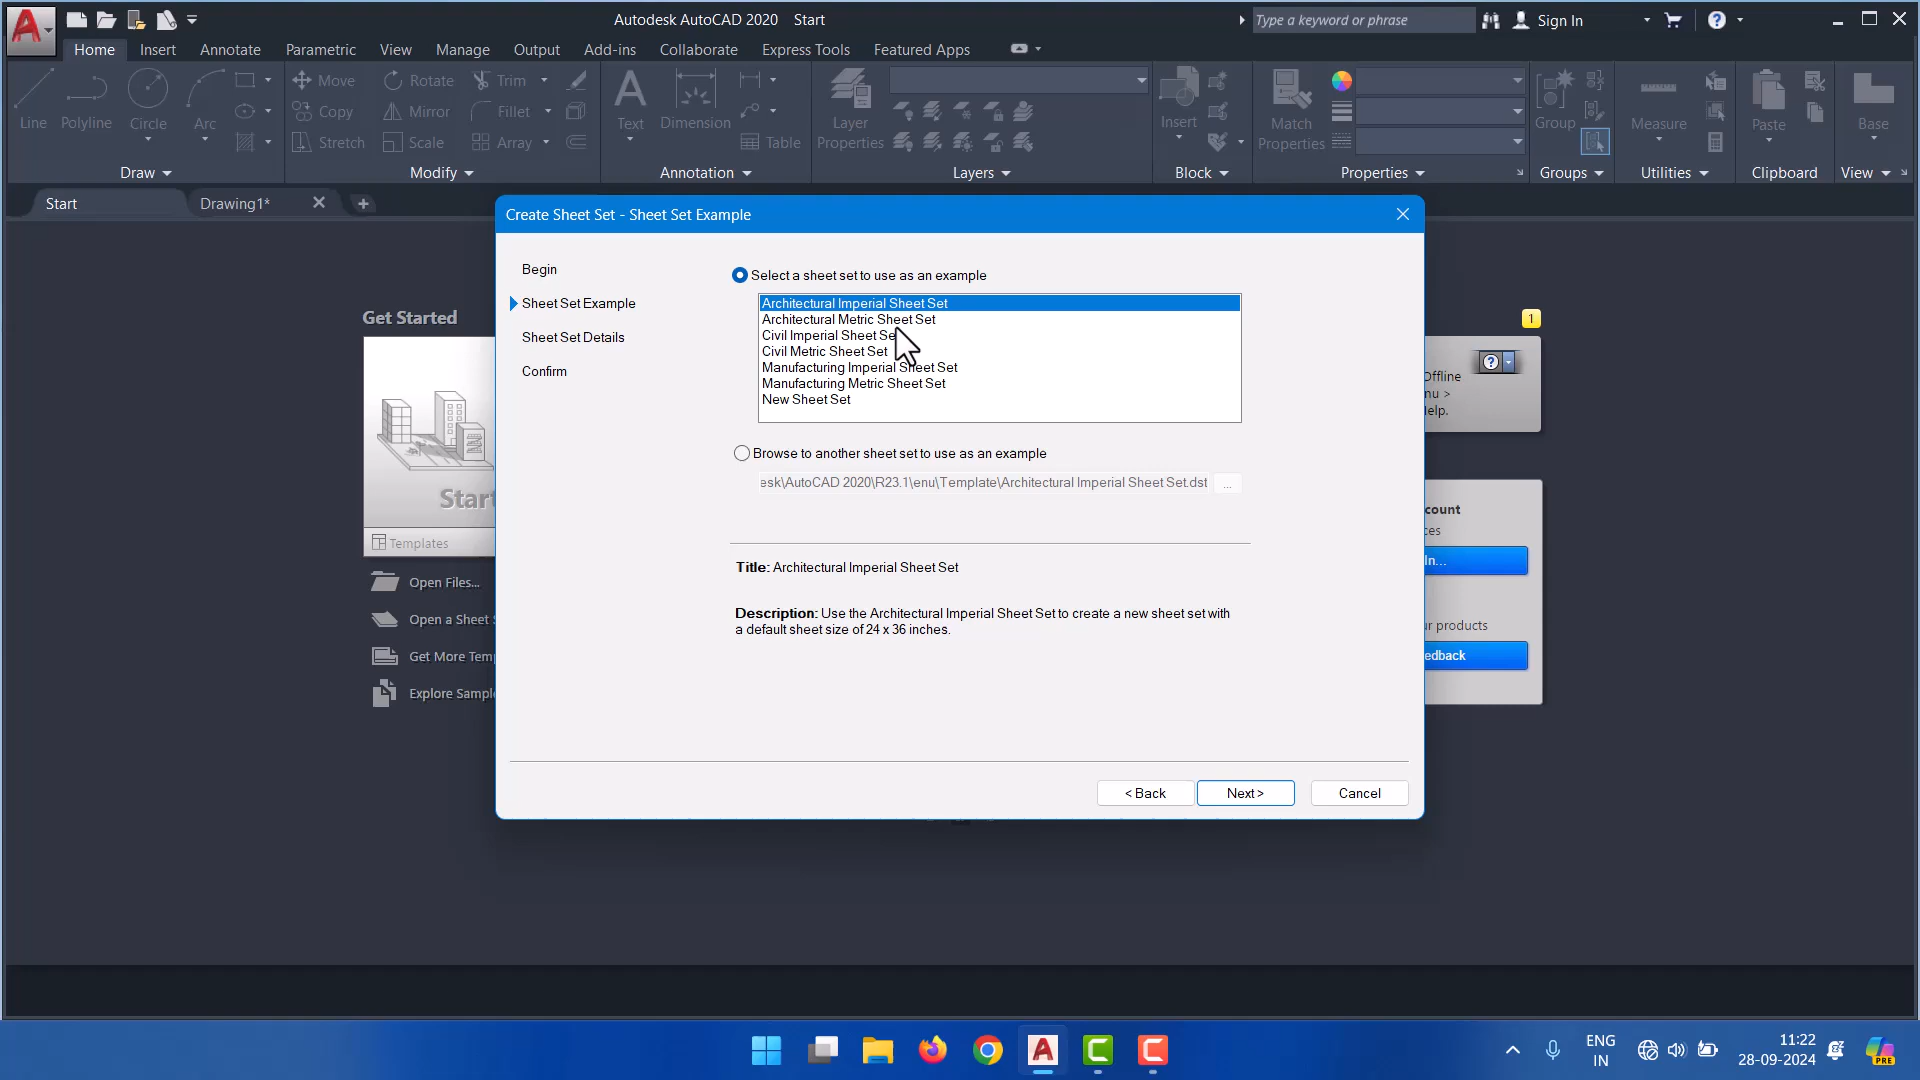 Autodesk AutoCAD 2020 Start
Type a keyword or phrase
Sign In
Home Insert Annotate Parametric View Manage Output Add-ins Collaborate Express Tools Featured Apps
Line Polyline Circle Arc
Move Rotate Trim
Copy Mirror Fillet
Stretch Scale Array
Text Dimension
Table
Layer
Properties
Insert
Match
Properties
Group
Measure
Paste
Base
Draw Modify Annotation Layers Block Properties Groups Utilities Clipboard View
Start Drawing1*
Create Sheet Set - Sheet Set Example
Begin
Sheet Set Example
Sheet Set Details
Confirm
Select a sheet set to use as an example
Architectural Imperial Sheet Set
Architectural Metric Sheet Set
Civil Imperial Sheet Se
Civil Metric Sheet Set
Manufacturing Imperial Sheet Set
Manufacturing Metric Sheet Set
New Sheet Set
Browse to another sheet set to use as an example
esk\AutoCAD 2020\R23.1\enu\Template\Architectural Imperial Sheet Set.dst
...
Title: Architectural Imperial Sheet Set
Description: Use the Architectural Imperial Sheet Set to create a new sheet set with
a default sheet size of 24 x 36 inches.
< Back Next > Cancel
Get Started
Start
Templates
Open Files...
Open a Sheet S
Get More Temp
Explore Sample
1
Offline
nu >
elp.
count
ces
In...
ur products
edback
ENG
IN
11:22
28-09-2024
PRE